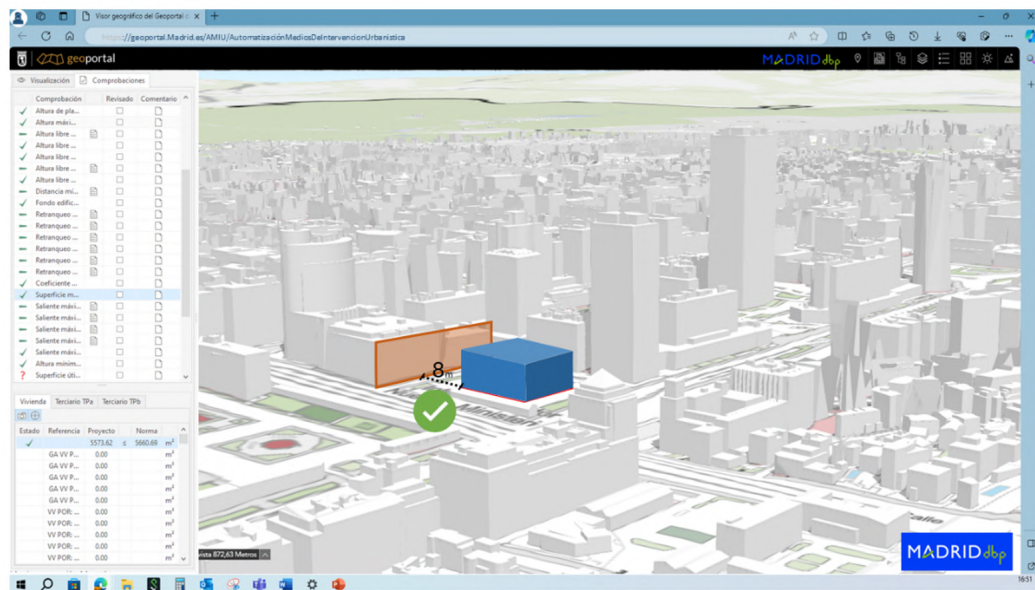 Visor geográfico del Geoportal d
https://geoportal.Madrid.es/AMIU/AutomatizaciónMediosDeIntervencionUrbanistica
geoportal
MADRID dbp
Visualización
Comprobaciones
Comprobación Revisado Comentario
Altura de pla...
Altura máxi...
Altura libre ...
Altura libre ...
Altura libre ...
Altura libre ...
Altura libre ...
Distancia mí...
Fondo edific...
Retranqueo ...
Retranqueo ...
Retranqueo ...
Retranqueo ...
Retranqueo ...
Retranqueo ...
Coeficiente ...
Superficie m...
Saliente máxi...
Saliente máxi...
Saliente máxi...
Saliente máxi...
Saliente máxi...
Altura mínim...
? Superficie úti...
8m
Vivienda Terciario TPa Terciario TPb
Estado Referencia Proyecto Norma
5573.62 ≤ 5660.69 m²
GA VV P... 0.00 m²
GA VV P... 0.00 m²
GA VV P... 0.00 m²
GA VV P... 0.00 m²
GA VV P... 0.00 m²
VV POR: ... 0.00 m²
VV POR: ... 0.00 m²
VV POR: ... 0.00 m²
VV POR: ... 0.00 m²
VV POR: ... 0.00 m²
vista 872,63 Metros
MADRID dbp
16:51